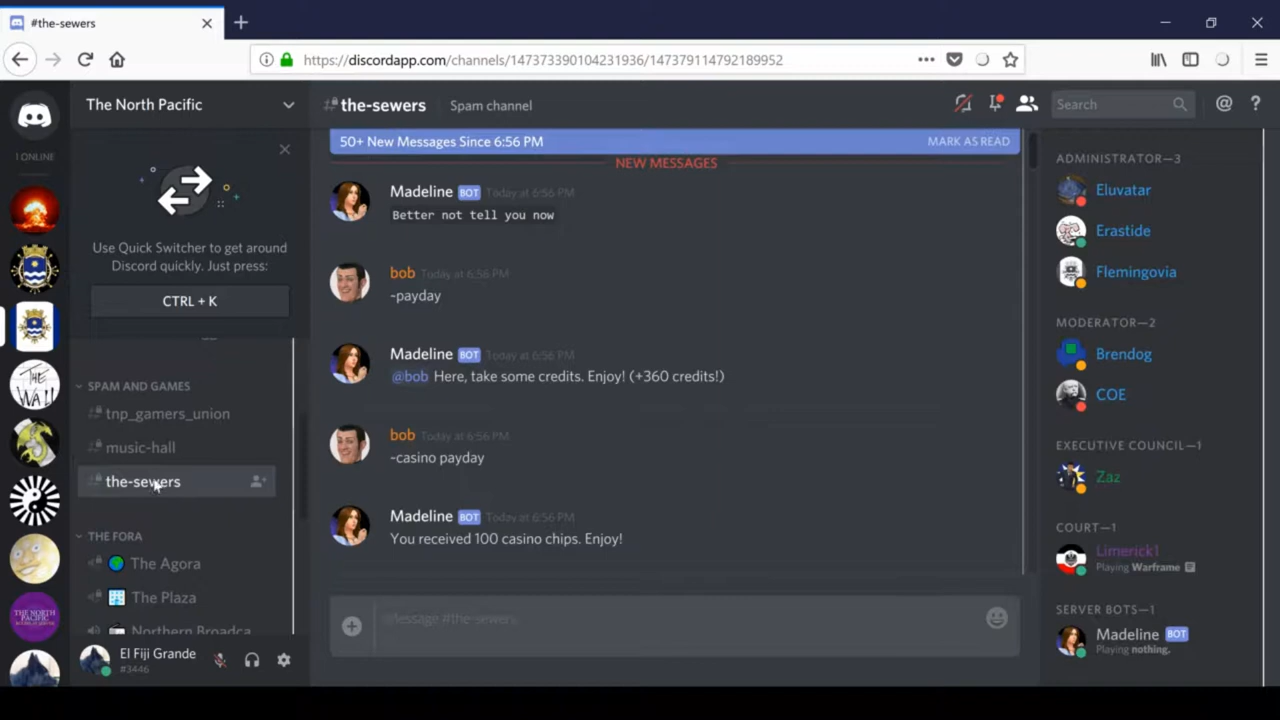 #the-sewers
https://discordapp.com/channels/147373390104231936/147379114792189952
1 ONLINE
THE WALL
THE NORTH PACIFIC
The North Pacific
Use Quick Switcher to get around
Discord quickly. Just press:
CTRL + K
SPAM AND GAMES
tnp_gamers_union
music-hall
the-sewers
THE FORA
The Agora
The Plaza
Northern Broadca
El Fiji Grande
#3446
#the-sewers
Spam channel
Search
50+ New Messages Since 6:56 PM
MARK AS READ
NEW MESSAGES
Madeline BOT Today at 6:56 PM
Better not tell you now
bob Today at 6:56 PM
-payday
Madeline BOT Today at 6:56 PM
@bob Here, take some credits. Enjoy! (+360 credits!)
bob Today at 6:56 PM
-casino payday
Madeline BOT Today at 6:56 PM
You received 100 casino chips. Enjoy!
Message #the-sewers
ADMINISTRATOR—3
Eluvatar
Erastide
Flemingovia
MODERATOR—2
Brendog
COE
EXECUTIVE COUNCIL—1
Zaz
COURT—1
Limerick1
Playing Warframe
SERVER BOTS—1
Madeline BOT
Playing nothing.